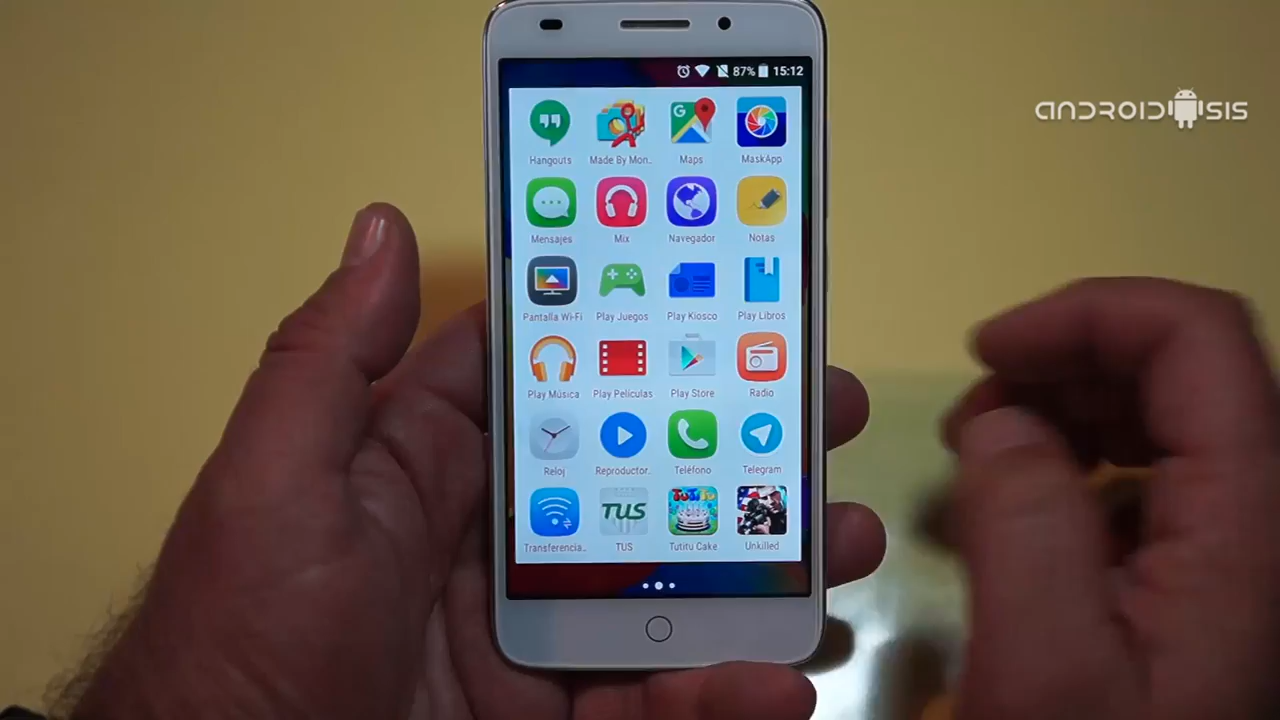 87% 15:12
ANDROIDSIS
Hangouts Made By Mon.. Maps MaskApp
Mensajes Mix Navegador Notas
Pantalla Wi-Fi Play Juegos Play Kiosco Play Libros
Play Música Play Películas Play Store Radio
Reloj Reproductor.. Teléfono Telegram
TUS TUTiTU
Transferencia.. TUS Tutitu Cake Unkilled